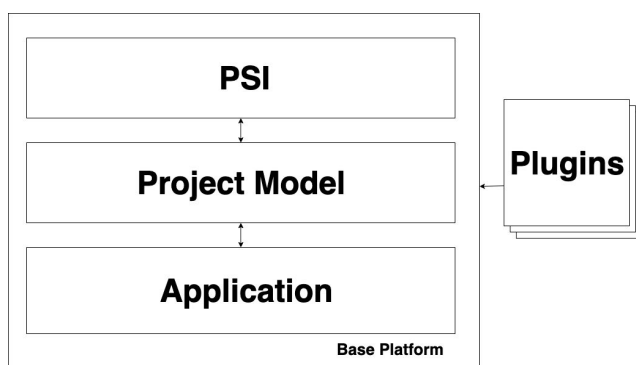 PSI
Project Model
Plugins
Application
Base Platform